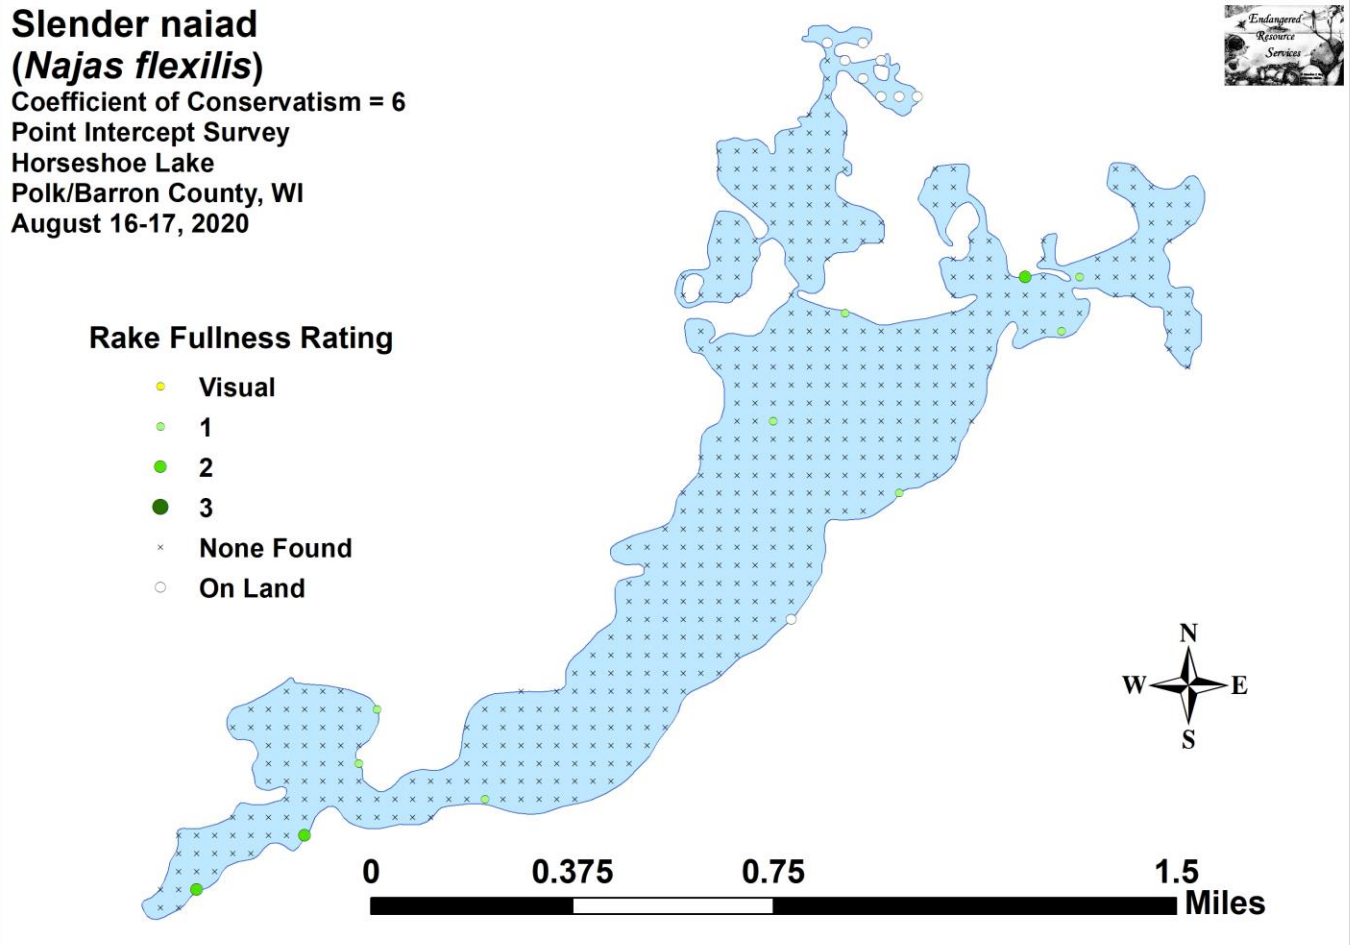 Slender naiad
(Najas flexilis)
Coefficient of Conservatism = 6
Point Intercept Survey
Horseshoe Lake
Polk/Barron County, WI
August 16-17, 2020
Endangered
Resource
Services
Rake Fullness Rating
Visual
1
2
3
None Found
On Land
N
W E
S
0 0.375 0.75 1.5
Miles